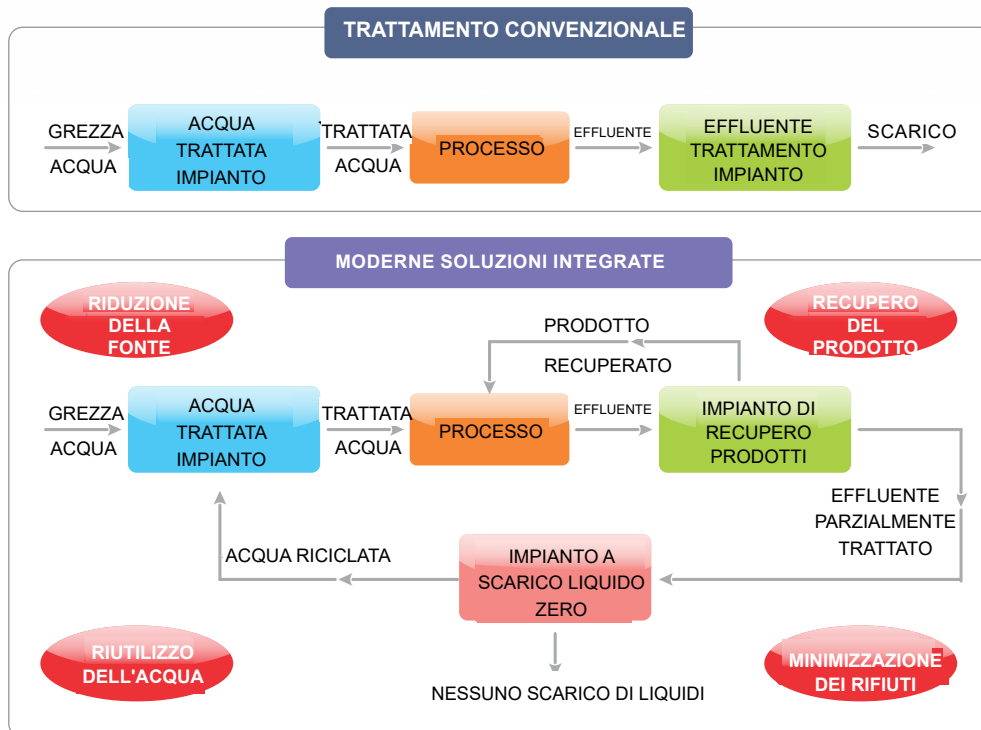 TRATTAMENTO CONVENZIONALE
GREZZA
ACQUA
ACQUA
TRATTATA
IMPIANTO
TRATTATA
ACQUA
PROCESSO
EFFLUENTE
EFFLUENTE
TRATTAMENTO
IMPIANTO
SCARICO
MODERNE SOLUZIONI INTEGRATE
RIDUZIONE
DELLA
FONTE
RECUPERO
DEL
PRODOTTO
PRODOTTO
RECUPERATO
GREZZA
ACQUA
ACQUA
TRATTATA
IMPIANTO
TRATTATA
ACQUA
PROCESSO
EFFLUENTE
IMPIANTO DI
RECUPERO
PRODOTTI
EFFLUENTE
PARZIALMENTE
TRATTATO
ACQUA RICICLATA
IMPIANTO A
SCARICO LIQUIDO
ZERO
RIUTILIZZO
DELL'ACQUA
NESSUNO SCARICO DI LIQUIDI
MINIMIZZAZIONE
DEI RIFIUTI